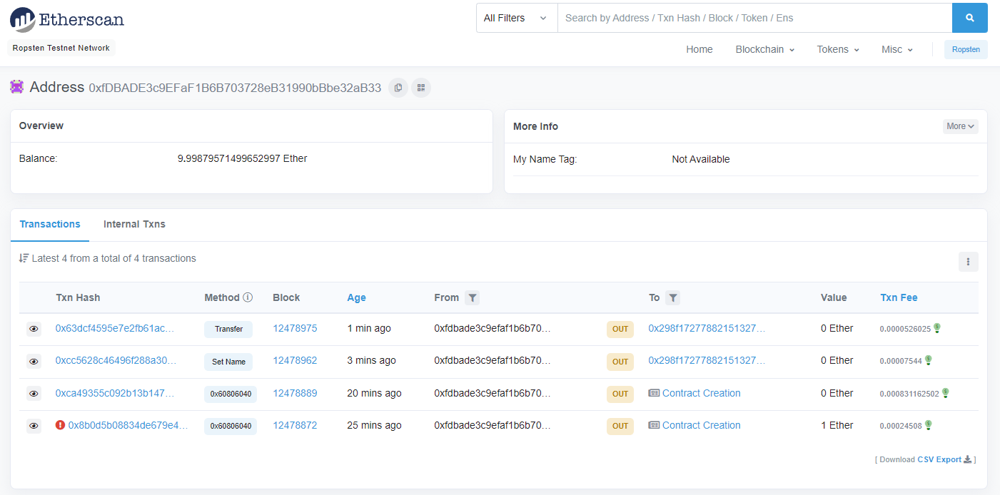 Etherscan
All Filters
Search by Address / Txn Hash / Block / Token / Ens
Ropsten Testnet Network
Home Blockchain Tokens Misc Ropsten
Address 0xfDBADE3c9EFaF1B6B703728eB31990bBbe32aB33
Overview
Balance: 9.99879571499652997 Ether
More Info More
My Name Tag: Not Available
Transactions Internal Txns
Latest 4 from a total of 4 transactions
Txn Hash Method Block Age From To Value Txn Fee
0x63dcf4595e7e2fb61ac... Transfer 12478975 1 min ago 0xfdbade3c9efaf1b6b70... OUT 0x298f17277882151327... 0 Ether 0.0000526025
0xcc5628c46496f288a30... Set Name 12478962 3 mins ago 0xfdbade3c9efaf1b6b70... OUT 0x298f17277882151327... 0 Ether 0.00007544
0xca49355c092b13b147... 0x60806040 12478889 20 mins ago 0xfdbade3c9efaf1b6b70... OUT Contract Creation 0 Ether 0.000831162502
0x8b0d5b08834de679e4... 0x60806040 12478872 25 mins ago 0xfdbade3c9efaf1b6b70... OUT Contract Creation 1 Ether 0.00024508
[ Download CSV Export ]